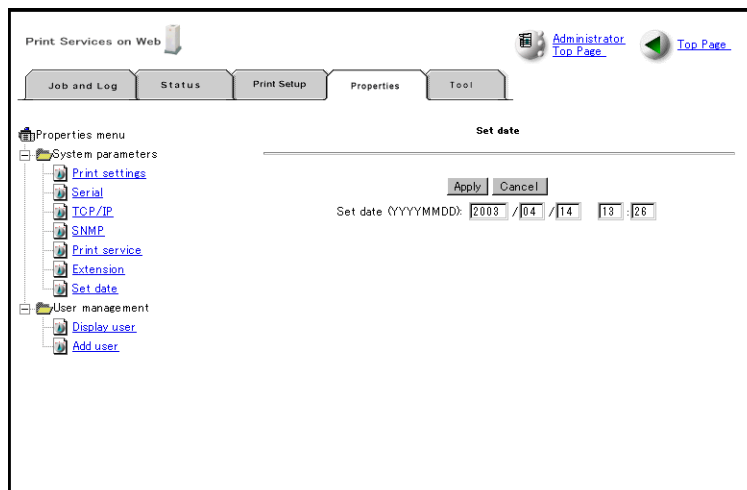 Print Services on Web
Administrator
Top Page
Top Page
Job and Log Status Print Setup Properties Tool
Properties menu
System parameters
Print settings
Serial
TCP/IP
SNMP
Print service
Extension
Set date
User management
Display user
Add user
Set date
Apply Cancel
Set date (YYYYMMDD): 2003 /04 /14 13 :26